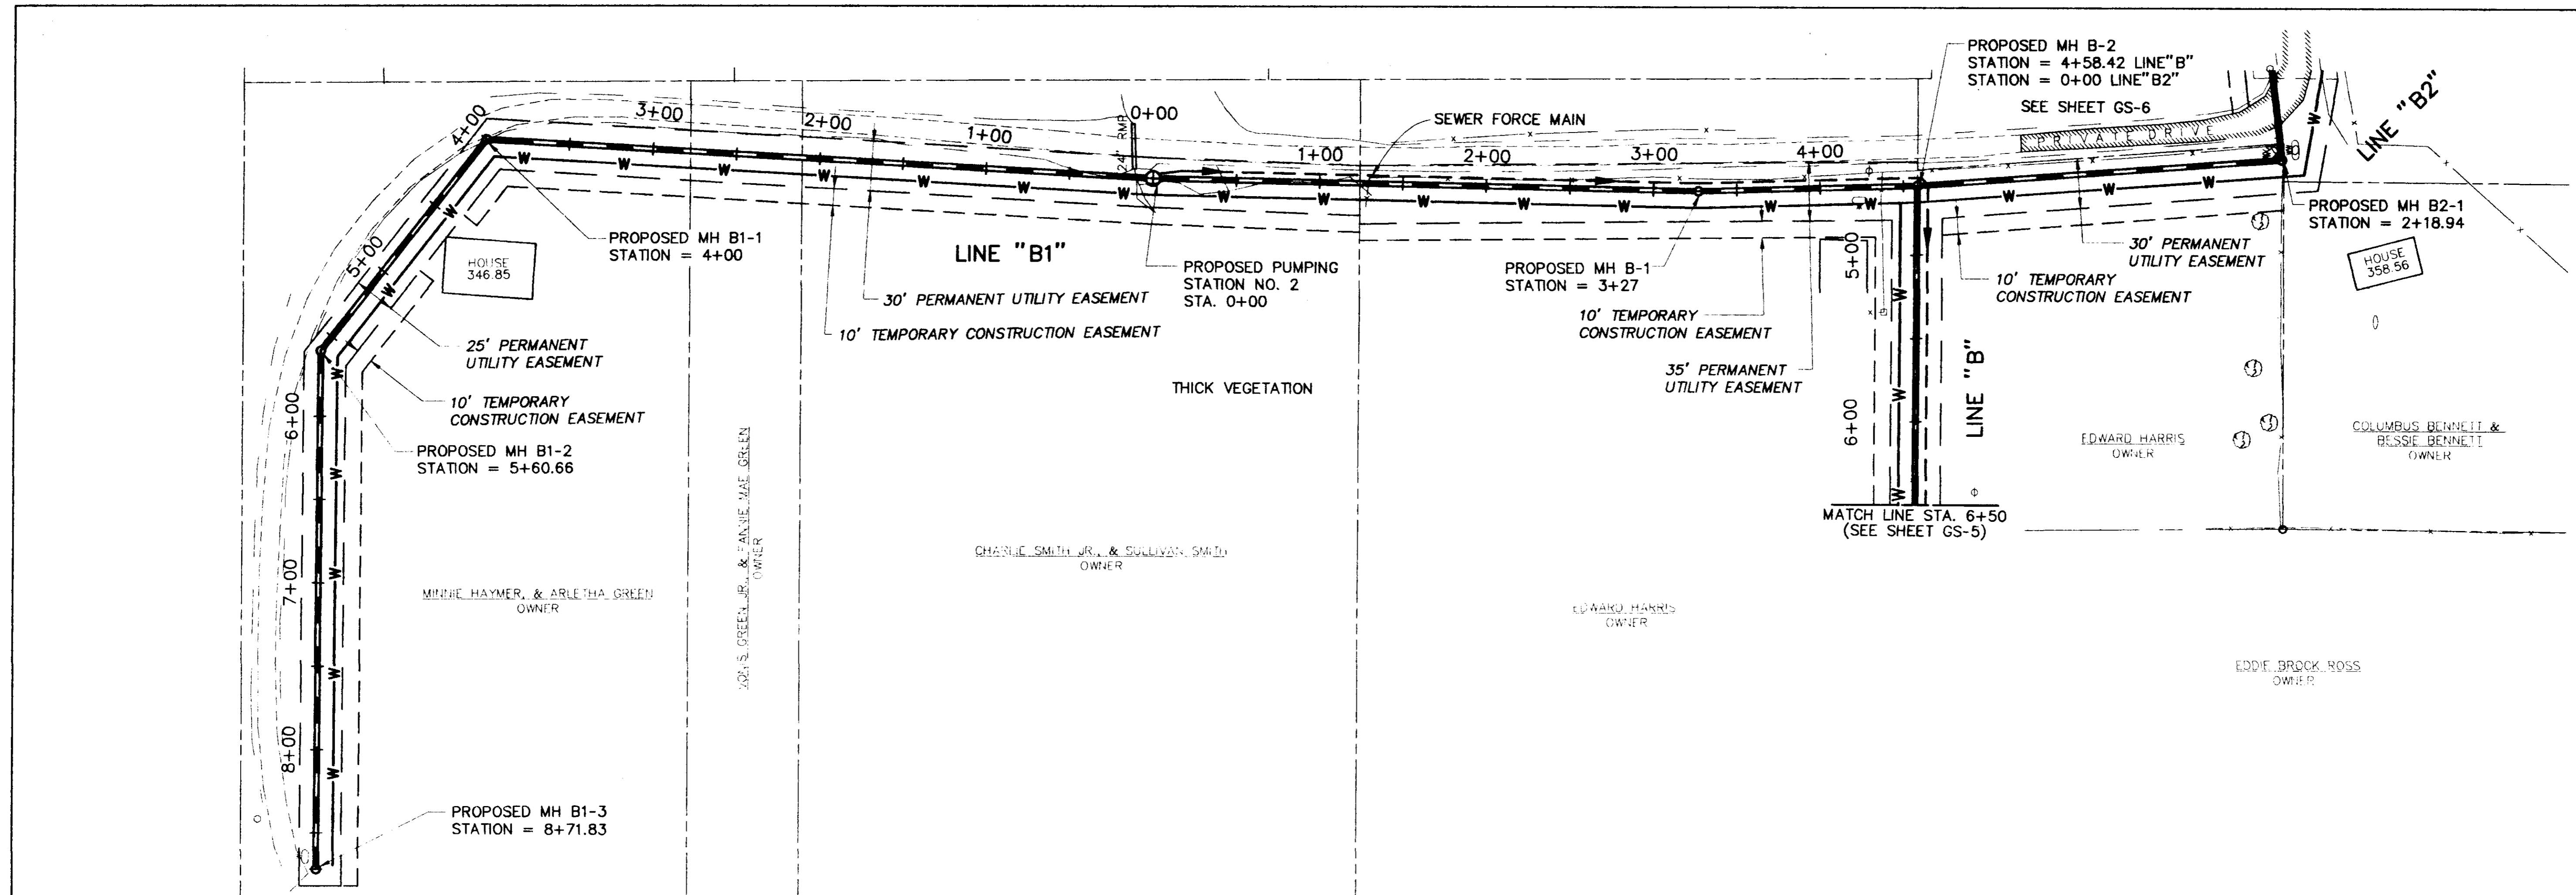 PROPOSED MH B-2
STATION = 4+58.42 LINE"B"
STATION = 0+00 LINE"B2"
SEE SHEET GS-6
LINE "B2"
PRIVATE DRIVE
4+00
3+00
2+00
1+00
24" RMP
0+00
SEWER FORCE MAIN
1+00
2+00
3+00
4+00
W W W W W W W W W W W W W W W W W W
PROPOSED MH B2-1
STATION = 2+18.94
PROPOSED MH B1-1
STATION = 4+00
5+00
HOUSE
346.85
LINE "B1"
30' PERMANENT UTILITY EASEMENT
10' TEMPORARY CONSTRUCTION EASEMENT
PROPOSED PUMPING
STATION NO. 2
STA. 0+00
PROPOSED MH B-1
STATION = 3+27
10' TEMPORARY
CONSTRUCTION EASEMENT
35' PERMANENT
UTILITY EASEMENT
5+00
6+00
LINE "B"
30' PERMANENT
UTILITY EASEMENT
10' TEMPORARY
CONSTRUCTION EASEMENT
HOUSE
358.56
25' PERMANENT
UTILITY EASEMENT
10' TEMPORARY
CONSTRUCTION EASEMENT
THICK VEGETATION
6+00
PROPOSED MH B1-2
STATION = 5+60.66
EDWARD HARRIS
OWNER
COLUMBUS BENNETT &
BESSIE BENNETT
OWNER
MATCH LINE STA. 6+50
(SEE SHEET GS-5)
7+00
MINNIE HAYMER, & ARLETHA GREEN
OWNER
GREEN JR., & FANNIE MAE GREEN
OWNER
CHARLIE SMITH JR., & SULLIVAN SMITH
OWNER
EDWARD HARRIS
OWNER
EDDIE BROCK ROSS
OWNER
8+00
PROPOSED MH B1-3
STATION = 8+71.83